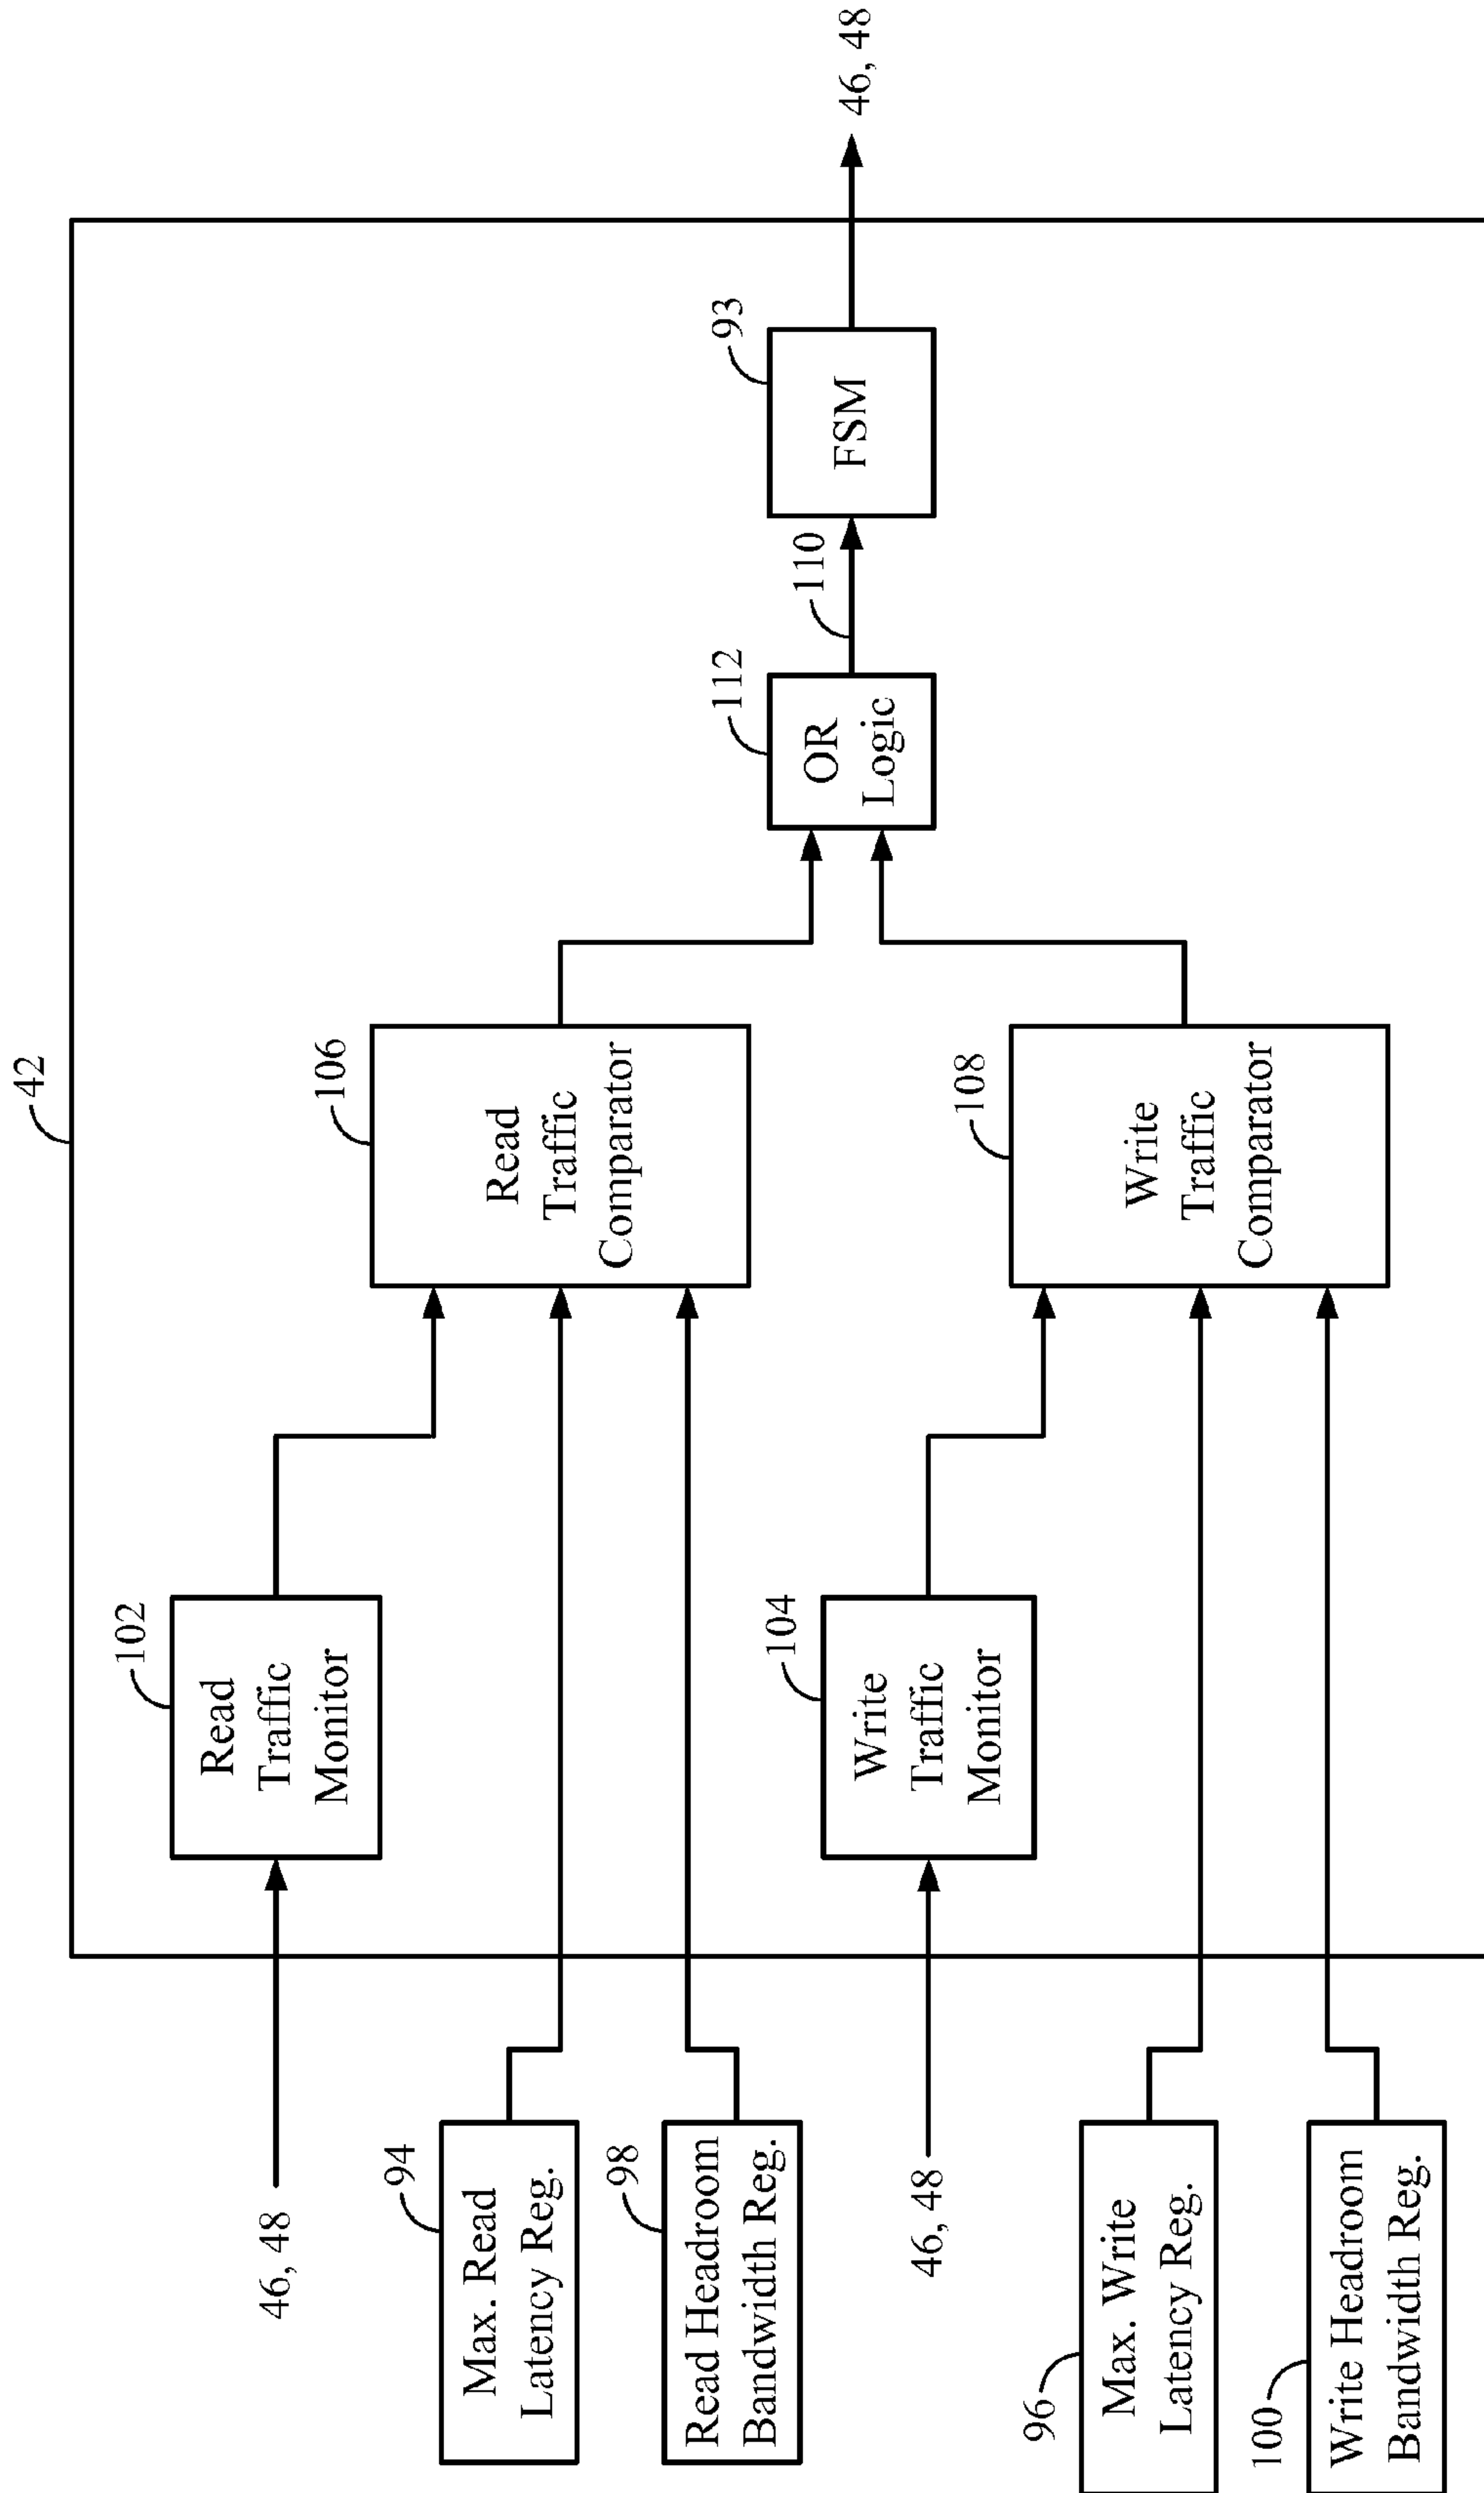 42
102
Read
Traffic
Monitor
46, 48
94
Max. Read
Latency Reg.
98
Read Headroom
Bandwidth Reg.
106
Read
Traffic
Comparator
112
OR
Logic
110
93
FSM
46, 48
104
Write
Traffic
Monitor
46, 48
108
Write
Traffic
Comparator
96
Max. Write
Latency Reg.
100
Write Headroom
Bandwidth Reg.